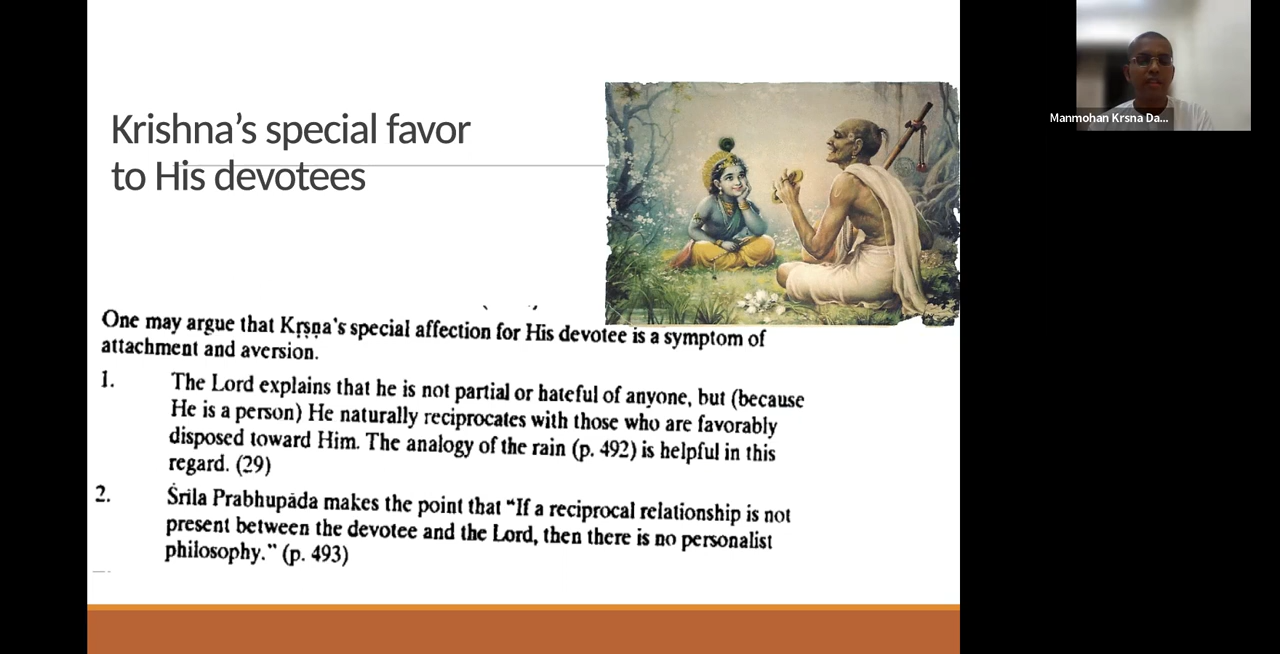 Krishna’s special favor
to His devotees
One may argue that Kṛṣṇa's special affection for His devotee is a symptom of
attachment and aversion.
1. The Lord explains that he is not partial or hateful of anyone, but (because
He is a person) He naturally reciprocates with those who are favorably
disposed toward Him. The analogy of the rain (p. 492) is helpful in this
regard. (29)
2. Śrīla Prabhupāda makes the point that “If a reciprocal relationship is not
present between the devotee and the Lord, then there is no personalist
philosophy.” (p. 493)
Manmohan Krsna Da...